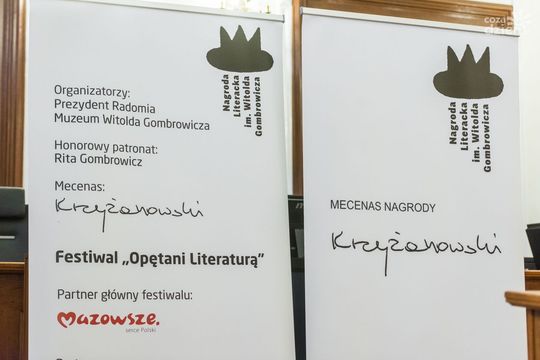 Nagroda
Literacka
im. Witolda
Gombrowicza
Organizatorzy:
Prezydent Radomia
Muzeum Witolda Gombrowicza
Honorowy patronat:
Rita Gombrowicz
Mecenas:
Krzyżanowski
Festiwal „Opętani Literaturą”
Partner główny festiwalu:
Mazowsze.
serce Polski
Nagroda
Literacka
im. Witolda
Gombrowicza
MECENAS NAGRODY
Krzyżanowski